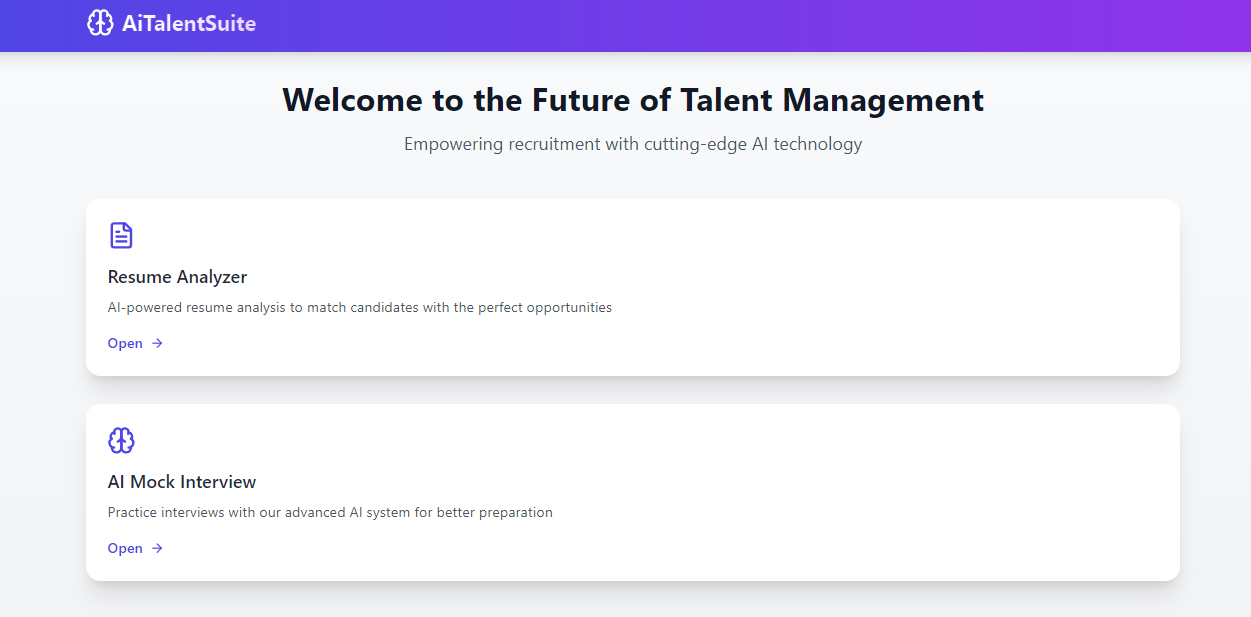 AiTalentSuite
Welcome to the Future of Talent Management
Empowering recruitment with cutting-edge AI technology
Resume Analyzer
AI-powered resume analysis to match candidates with the perfect opportunities
Open →
AI Mock Interview
Practice interviews with our advanced AI system for better preparation
Open →